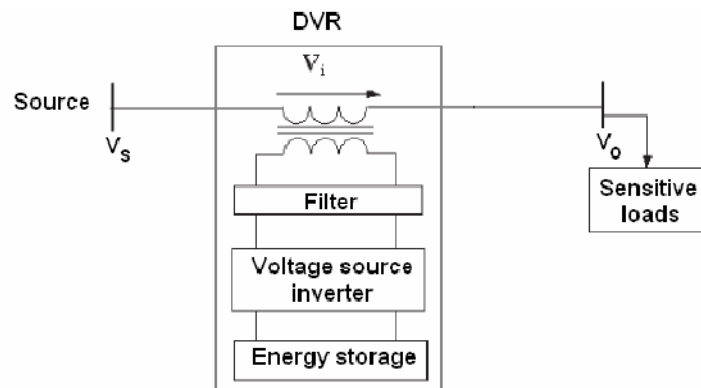 DVR
Vi
Source
Vs
Vo
Sensitive
loads
Filter
Voltage source
inverter
Energy storage